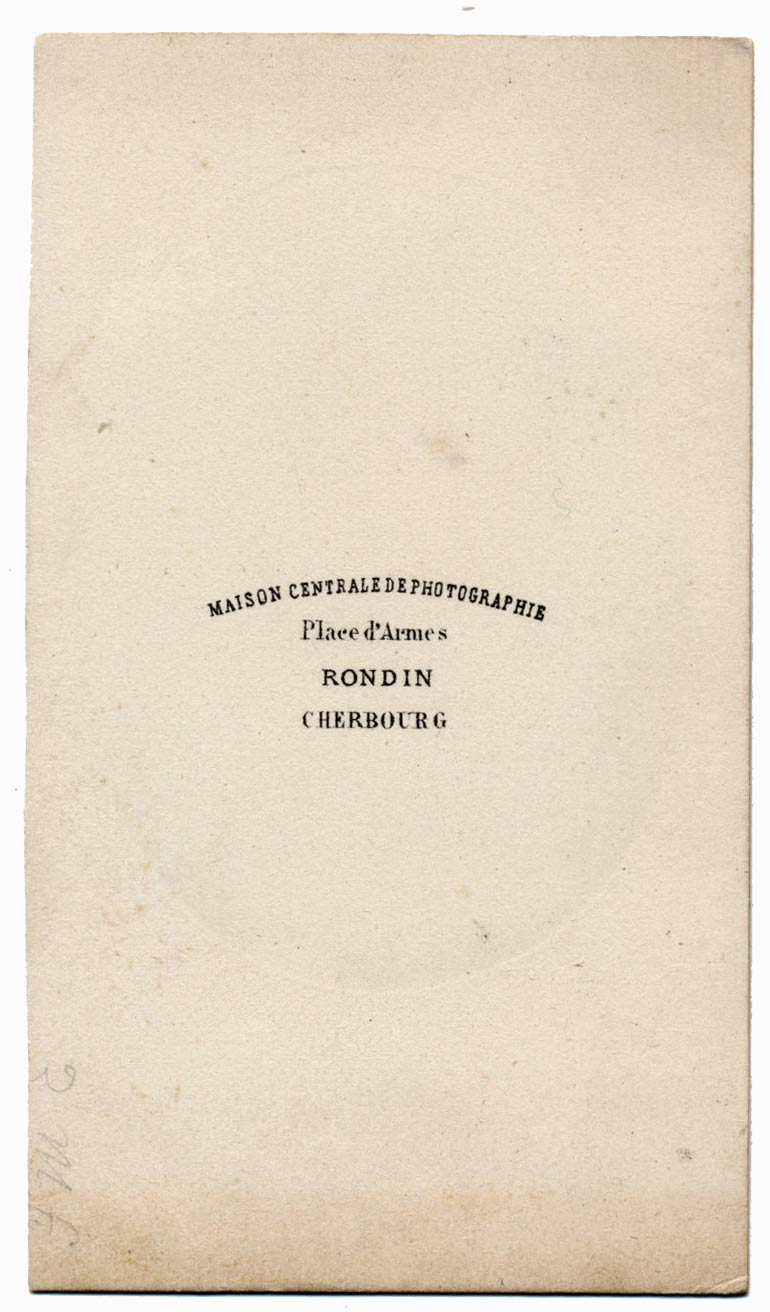 MAISON CENTRALE DE PHOTOGRAPHIE
Place d'Armes
RONDIN
CHERBOURG